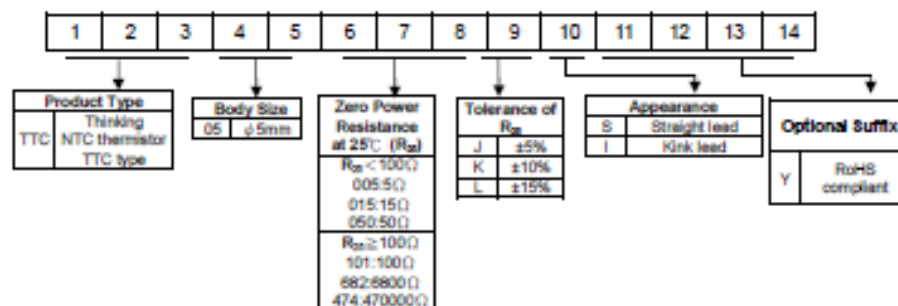 1 2 3 4 5 6 7 8 9 10 11 12 13 14
Product Type
TTC
Thinking
NTC thermistor
TTC type
Body Size
05 φ5mm
Zero Power
Resistance
at 25℃ (R₂₅)
R₂₅<100Ω
005:5Ω
015:15Ω
050:50Ω
R₂₅≧100Ω
101:100Ω
682:6800Ω
474:470000Ω
Tolerance of
R₂₅
J ±5%
K ±10%
L ±15%
Appearance
S Straight lead
I Kink lead
Optional Suffix
Y
RoHS
compliant